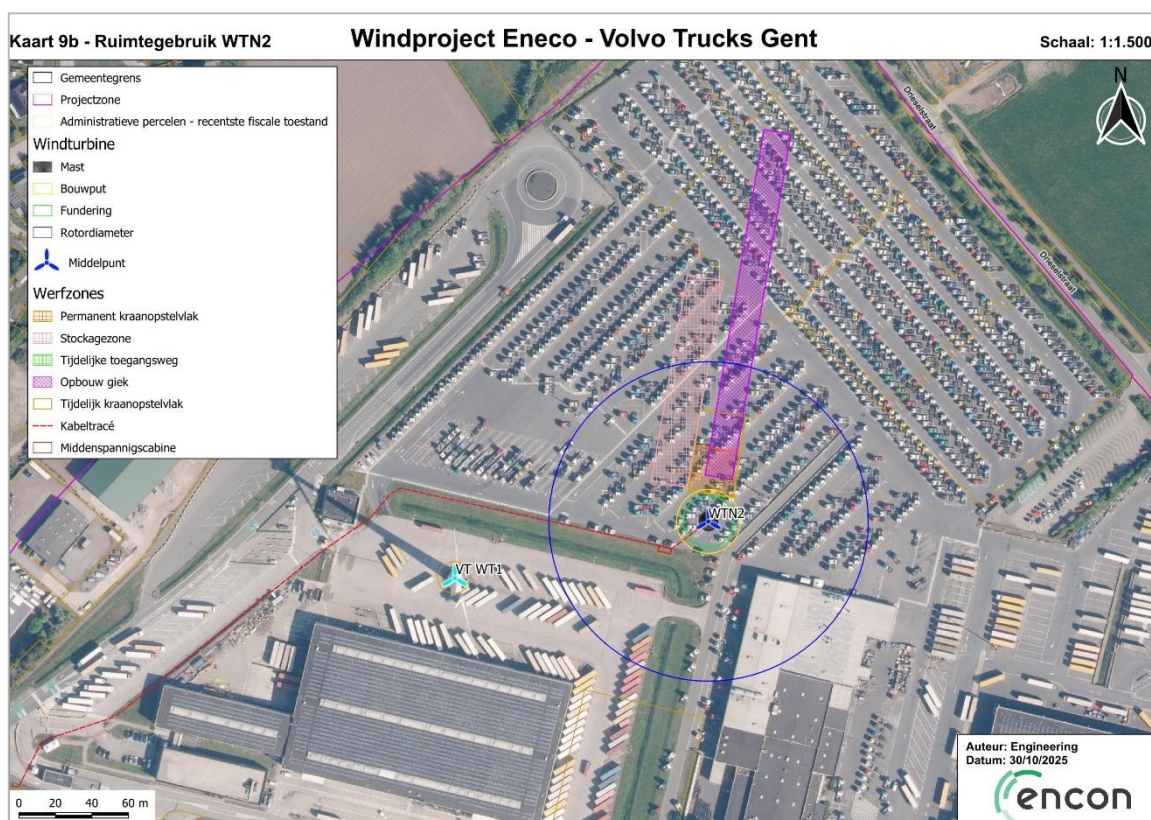 Kaart 9b - Ruimtegebruik WTN2
Windproject Eneco - Volvo Trucks Gent
Schaal: 1:1.500
Gemeentegrens
Projectzone
Administratieve percelen - recentste fiscale toestand
Windturbine
Mast
Bouwput
Fundering
Rotordiameter
Middelpunt
Werfzones
Permanent kraanopstelvlak
Stockagezone
Tijdelijke toegangsweg
Opbouw giek
Tijdelijk kraanopstelvlak
Kabeltracé
Middenspannigscabine
N
Drieselstraat
Drieselstraat
WTN2
VT WT1
0 20 40 60 m
Auteur: Engineering
Datum: 30/10/2025
encon